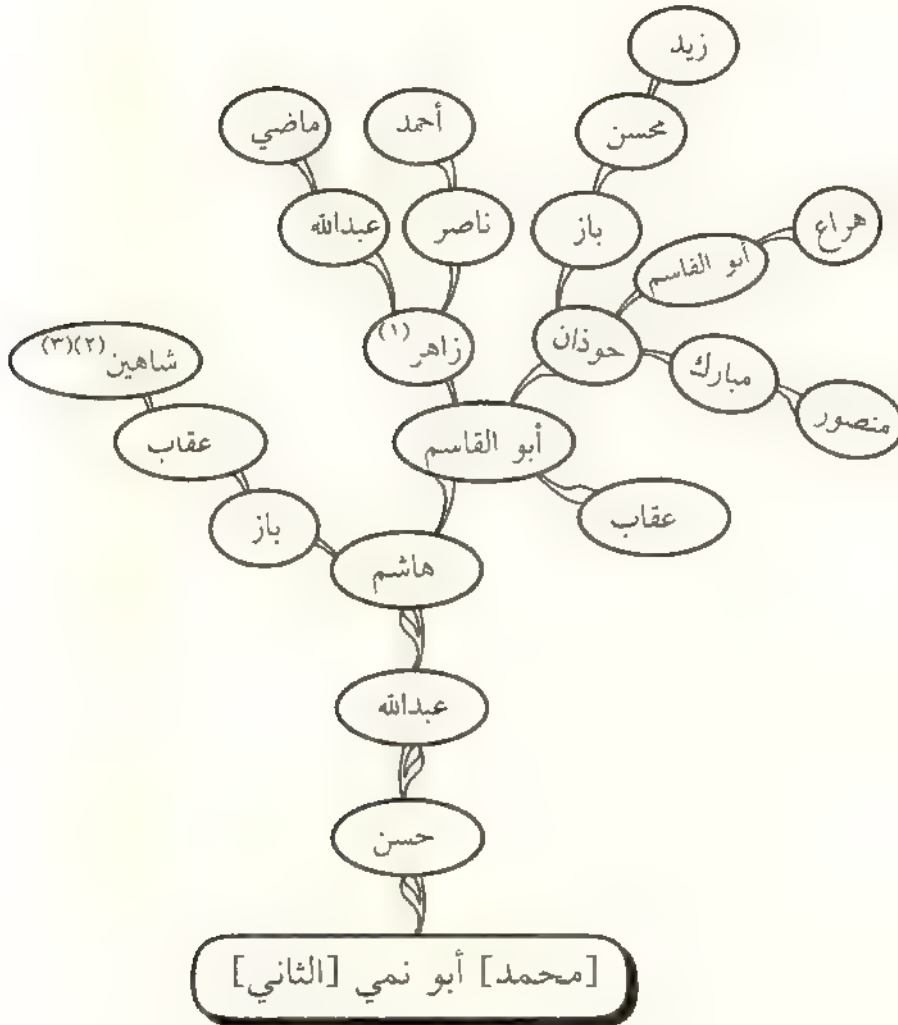 زيد
محسن
أحمد
ماضي
هراع
أبو القاسم
باز
ناصر
عبدالله
حوذان
زاهر (١)
شاهين (٢)(٣)
مبارك
منصور
أبو القاسم
عقاب
عقاب
باز
هاشم
عبدالله
حسن
[محمد] أبو نمي [الثاني]